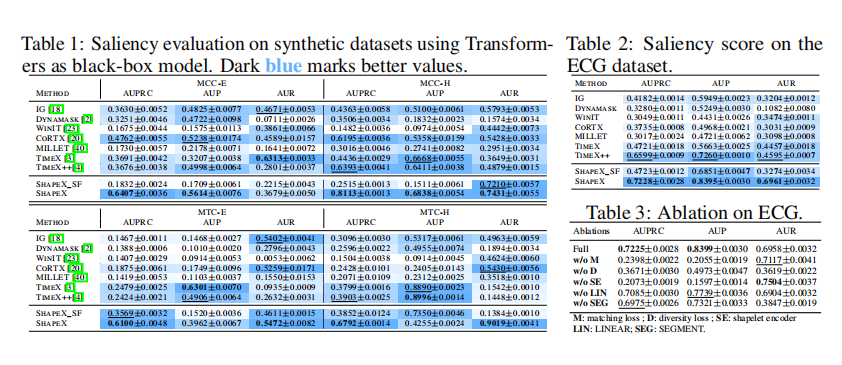 Table 1: Saliency evaluation on synthetic datasets using Transform-
ers as black-box model. Dark blue marks better values.
METHOD MCC-E MCC-H
AUPRC AUP AUR AUPRC AUP AUR
IG [18] 0.3630±0.0052 0.4825±0.0077 0.4671±0.0053 0.4363±0.0058 0.5100±0.0061 0.5793±0.0053
DYNAMASK [2] 0.3251±0.0046 0.4722±0.0098 0.0711±0.0026 0.3506±0.0034 0.1832±0.0023 0.1574±0.0034
WINIT [23] 0.1675±0.0044 0.1575±0.0113 0.3861±0.0066 0.1482±0.0036 0.0974±0.0054 0.4442±0.0073
CORTX [20] 0.4762±0.0055 0.5238±0.0174 0.4589±0.0157 0.6195±0.0036 0.5358±0.0159 0.5428±0.0033
MILLET [40] 0.1730±0.0057 0.2178±0.0071 0.1641±0.0072 0.3016±0.0046 0.2741±0.0082 0.2951±0.0034
TIMEX [3] 0.3691±0.0042 0.3207±0.0038 0.6313±0.0033 0.4436±0.0029 0.6668±0.0055 0.3649±0.0031
TIMEX++[4] 0.3676±0.0038 0.4998±0.0064 0.2801±0.0037 0.6393±0.0041 0.6411±0.0038 0.4879±0.0015
SHAPEX_SF 0.1832±0.0024 0.1709±0.0061 0.2215±0.0043 0.2515±0.0013 0.1511±0.0061 0.7210±0.0057
SHAPEX 0.6407±0.0036 0.5614±0.0076 0.3679±0.0050 0.8113±0.0013 0.6838±0.0054 0.7431±0.0055
METHOD MTC-E MTC-H
AUPRC AUP AUR AUPRC AUP AUR
IG [18] 0.1467±0.0011 0.1468±0.0027 0.5402±0.0041 0.3096±0.0030 0.5317±0.0061 0.4963±0.0059
DYNAMASK [2] 0.1388±0.0006 0.1010±0.0020 0.2796±0.0043 0.2596±0.0022 0.5955±0.0074 0.1894±0.0034
WINIT [23] 0.1407±0.0029 0.0914±0.0053 0.0053±0.0062 0.1504±0.0038 0.0914±0.0045 0.4624±0.0060
CORTX [20] 0.1875±0.0061 0.1749±0.0096 0.5259±0.0171 0.2428±0.0101 0.2405±0.0143 0.5430±0.0056
MILLET [40] 0.1419±0.0053 0.1103±0.0037 0.1550±0.0073 0.2071±0.0109 0.2312±0.0125 0.3518±0.0010
TIMEX [3] 0.2479±0.0025 0.6301±0.0070 0.0935±0.0009 0.3799±0.0016 0.8890±0.0023 0.1542±0.0010
TIMEX++[4] 0.2424±0.0021 0.4906±0.0064 0.2632±0.0031 0.3903±0.0025 0.8996±0.0014 0.1448±0.0012
SHAPEX_SF 0.3569±0.0032 0.1520±0.0036 0.4611±0.0015 0.3852±0.0124 0.7350±0.0046 0.1384±0.0010
SHAPEX 0.6100±0.0048 0.3962±0.0067 0.5472±0.0082 0.6792±0.0014 0.4255±0.0024 0.9019±0.0041
Table 2: Saliency score on the
ECG dataset.
METHOD AUPRC AUP AUR
IG 0.4182±0.0014 0.5949±0.0023 0.3204±0.0012
DYNAMASK 0.3280±0.0011 0.5249±0.0030 0.1082±0.0080
WINIT 0.3049±0.0011 0.4431±0.0026 0.3474±0.0011
CORTX 0.3735±0.0008 0.4968±0.0021 0.3031±0.0009
MILLET 0.3017±0.0024 0.4721±0.0062 0.3098±0.0008
TIMEX 0.4721±0.0018 0.5663±0.0025 0.4457±0.0018
TIMEX++ 0.6599±0.0009 0.7260±0.0010 0.4595±0.0007
SHAPEX_SF 0.4723±0.0012 0.6851±0.0047 0.3274±0.0034
SHAPEX 0.7228±0.0028 0.8395±0.0030 0.6961±0.0032
Table 3: Ablation on ECG.
Ablations AUPRC AUP AUR
Full 0.7225±0.0028 0.8399±0.0030 0.6958±0.0032
w/o M 0.2398±0.0022 0.2055±0.0019 0.7117±0.0041
w/o D 0.3671±0.0030 0.4973±0.0047 0.3619±0.0022
w/o SE 0.2073±0.0019 0.1597±0.0014 0.7504±0.0037
w/o LIN 0.7085±0.0030 0.7739±0.0036 0.6904±0.0032
w/o SEG 0.6975±0.0026 0.7321±0.0033 0.3847±0.0019
M: matching loss ; D: diversity loss ; SE: shapelet encoder
LIN: LINEAR; SEG: SEGMENT.